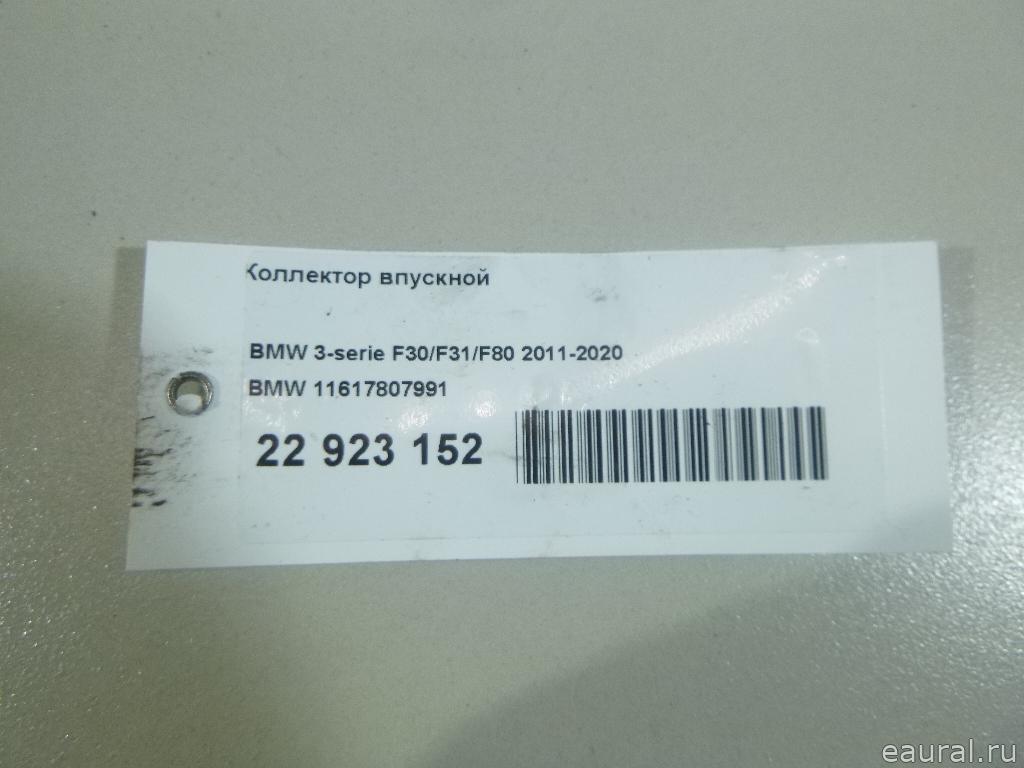 Коллектор впускной
BMW 3-serie F30/F31/F80 2011-2020
BMW 11617807991
22 923 152
eaural.ru